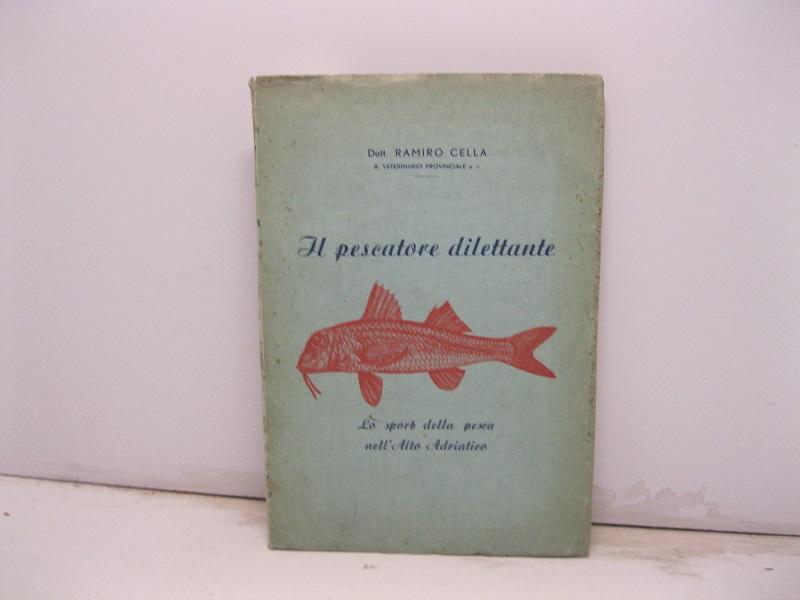 Dott. RAMIRO CELLA
R. VETERINARIO PROVINCIALE a. r.
Il pescatore dilettante
Lo sport della pesca
nell'Alto Adriatico